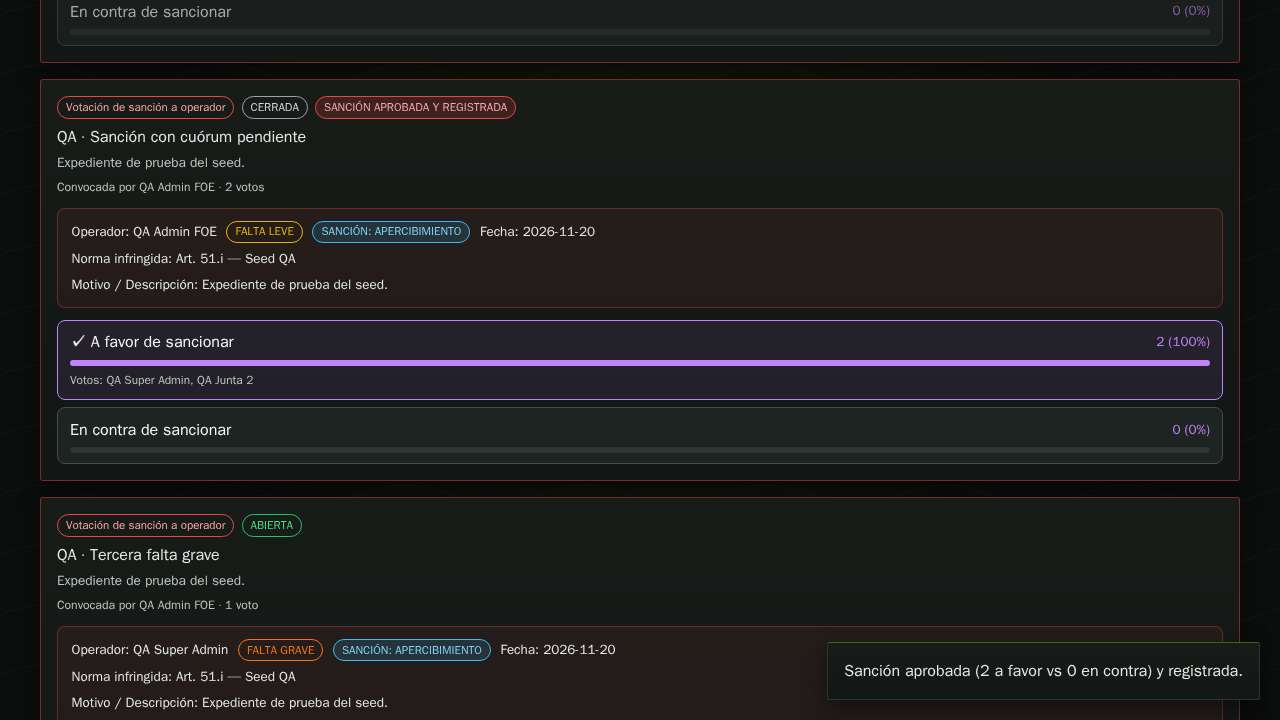 En contra de sancionar 0 (0%)
Votación de sanción a operador CERRADA SANCIÓN APROBADA Y REGISTRADA
QA · Sanción con cuórum pendiente
Expediente de prueba del seed.
Convocada por QA Admin FOE · 2 votos
Operador: QA Admin FOE FALTA LEVE SANCIÓN: APERCIBIMIENTO Fecha: 2026-11-20
Norma infringida: Art. 51.i — Seed QA
Motivo / Descripción: Expediente de prueba del seed.
✓ A favor de sancionar 2 (100%)
Votos: QA Super Admin, QA Junta 2
En contra de sancionar 0 (0%)
Votación de sanción a operador ABIERTA
QA · Tercera falta grave
Expediente de prueba del seed.
Convocada por QA Admin FOE · 1 voto
Operador: QA Super Admin FALTA GRAVE SANCIÓN: APERCIBIMIENTO Fecha: 2026-11-20
Norma infringida: Art. 51.i — Seed QA
Motivo / Descripción: Expediente de prueba del seed.
Sanción aprobada (2 a favor vs 0 en contra) y registrada.